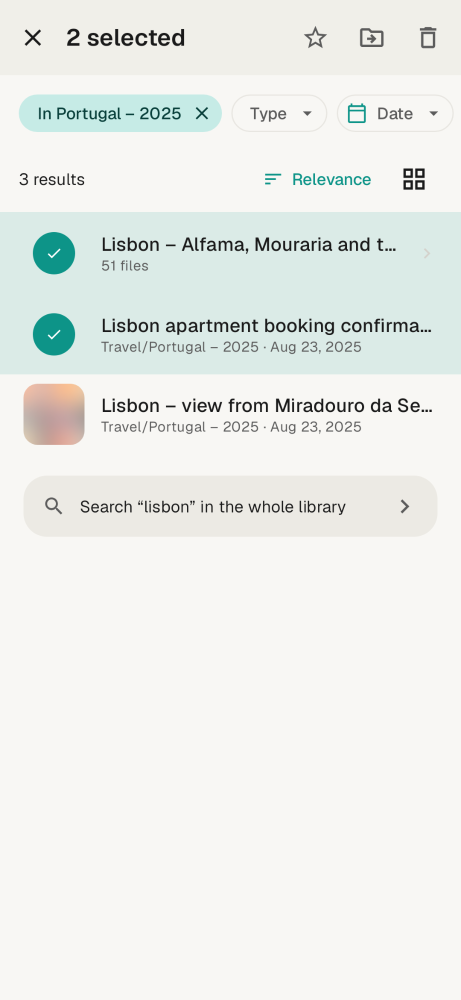 2 selected
In Portugal – 2025
Type
Date
3 results
Relevance
Lisbon – Alfama, Mouraria and t…
51 files
Lisbon apartment booking confirma…
Travel/Portugal – 2025 · Aug 23, 2025
Lisbon – view from Miradouro da Se…
Travel/Portugal – 2025 · Aug 23, 2025
Search “lisbon” in the whole library